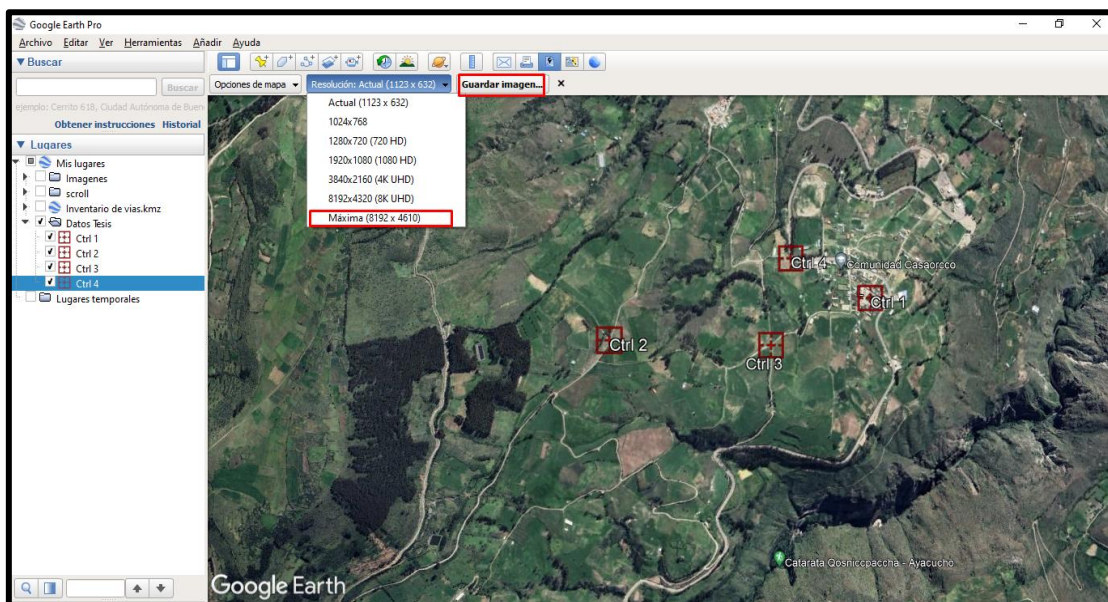 Google Earth Pro
Archivo Editar Ver Herramientas Añadir Ayuda
▼ Buscar
Buscar
ejemplo: Cerrito 618, Ciudad Autónoma de Buen
Obtener instrucciones Historial
▼ Lugares
Mis lugares
Imagenes
scroll
Inventario de vias.kmz
Datos Tesis
Ctrl 1
Ctrl 2
Ctrl 3
Ctrl 4
Lugares temporales
Opciones de mapa
Resolución: Actual (1123 x 632)
Guardar imagen...
Actual (1123 x 632)
1024x768
1280x720 (720 HD)
1920x1080 (1080 HD)
3840x2160 (4K UHD)
8192x4320 (8K UHD)
Máxima (8192 x 4610)
Ctrl 4
Comunidad Casaorcco
Ctrl 1
Ctrl 2
Ctrl 3
Catarata Qosniccpaccha - Ayacucho
Google Earth